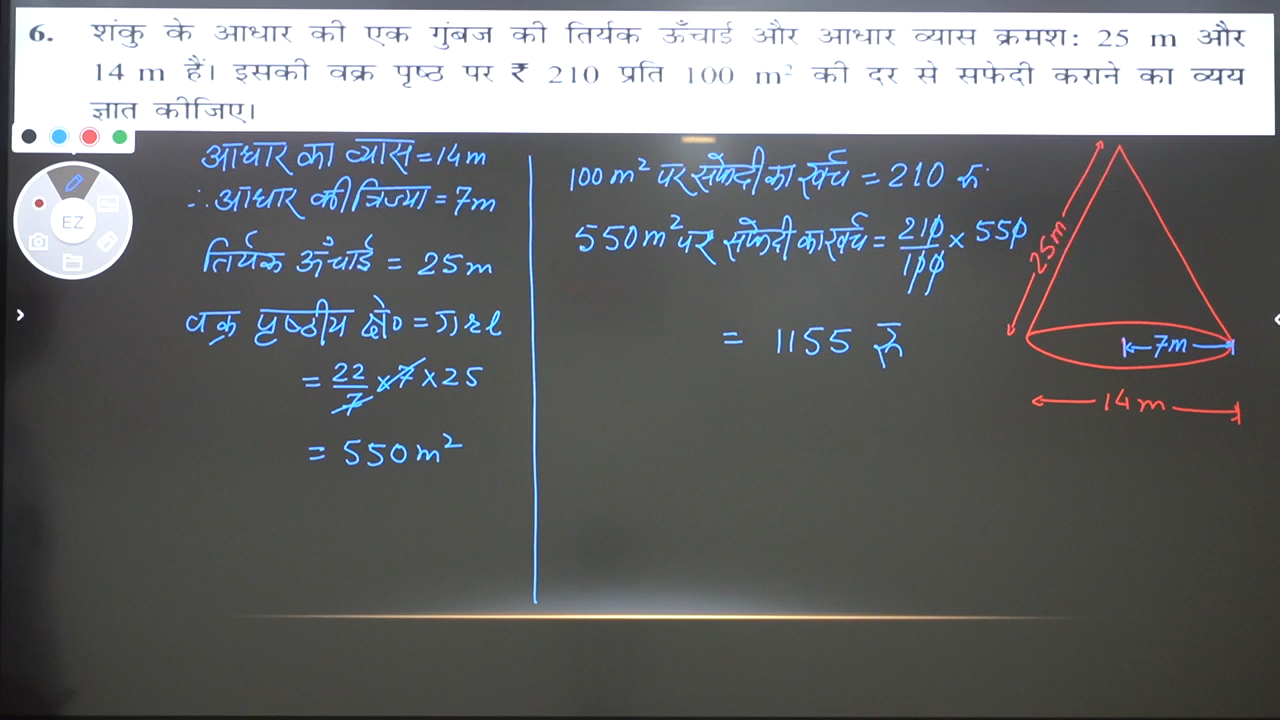 6. शंकु के आधार की एक गुंबज की तिर्यक ऊँचाई और आधार व्यास क्रमश: 25 m और
14 m हैं। इसकी वक्र पृष्ठ पर ₹ 210 प्रति 100 m² की दर से सफेदी कराने का व्यय
ज्ञात कीजिए।
EZ
आधार का व्यास = 14m
∴ आधार की त्रिज्या = 7m
तिर्यक ऊँचाई = 25m
वक्र पृष्ठीय क्षे० = πrl
= 22/7 × 7 × 25
= 550m²
100m² पर सफेदी का खर्च = 210 रु॰
550m² पर सफेदी का खर्च = 210/100 × 550
= 1155 रु
25m
7m
14m